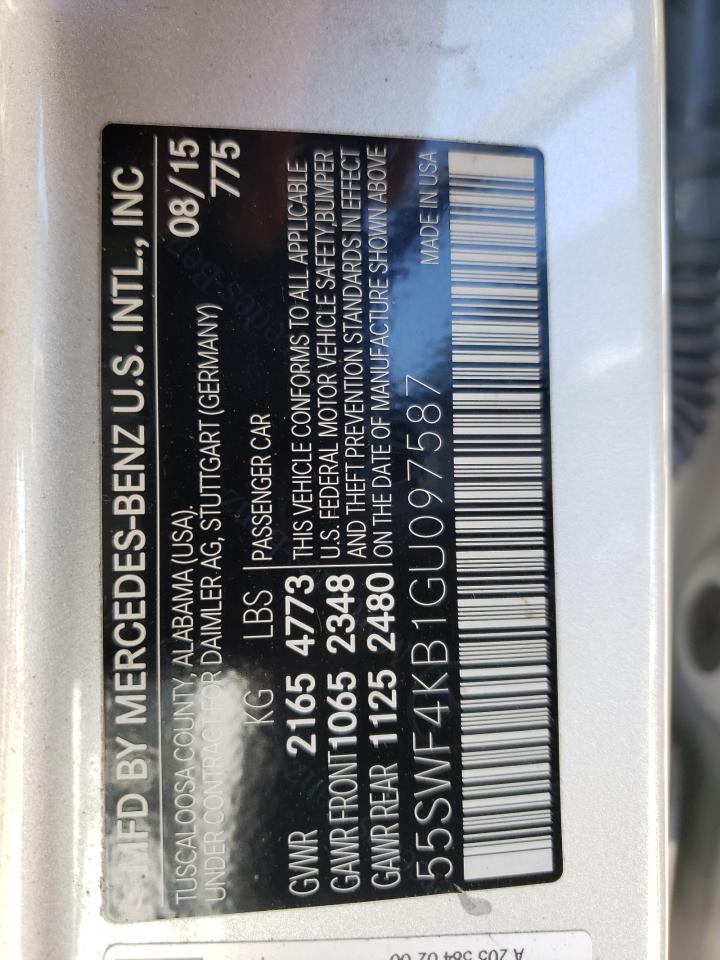 MFD BY MERCEDES-BENZ U.S. INTL., INC
TUSCALOOSA COUNTY, ALABAMA (USA), 08/15
UNDER CONTRACT FOR DAIMLER AG, STUTTGART (GERMANY) 775
KG LBS PASSENGER CAR
GVWR 2165 4773 THIS VEHICLE CONFORMS TO ALL APPLICABLE
GAWR FRONT 1065 2348 U.S. FEDERAL MOTOR VEHICLE SAFETY,BUMPER
GAWR REAR 1125 2480 AND THEFT PREVENTION STANDARDS IN EFFECT
ON THE DATE OF MANUFACTURE SHOWN ABOVE
55SWF4KB1GU097587 MADE IN USA
A 205 584 02 00